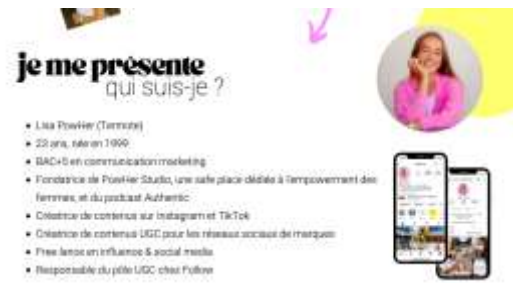 je me présente
qui suis-je ?
Lisa PowHer (Termote)
23 ans, née en 1999
BAC+5 en communication marketing
Fondatrice de PowHer Studio, une safe place dédiée à l'empowerment des
femmes, et du podcast Authentic
Créatrice de contenus sur Instagram et TikTok
Créatrice de contenus UGC pour les réseaux sociaux de marques
Free lance en influence & social media
Responsable du pôle UGC chez Follow